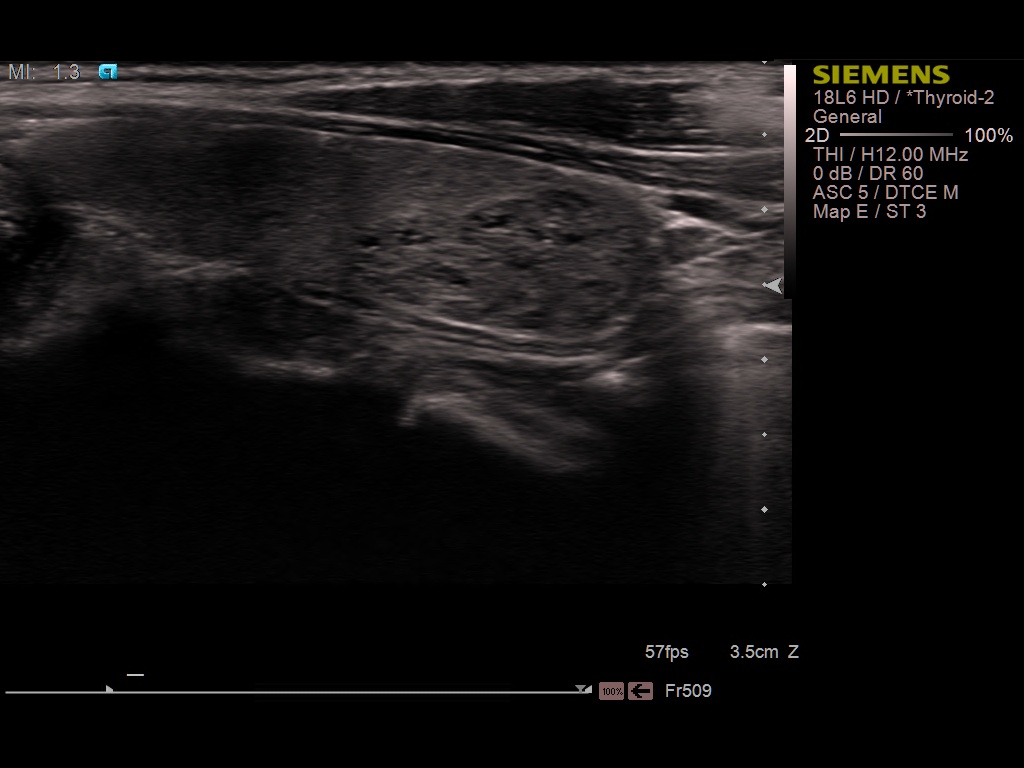 MI: 1.3
SIEMENS
18L6 HD / *Thyroid-2
General
2D 100%
THI / H12.00 MHz
0 dB / DR 60
ASC 5 / DTCE M
Map E / ST 3
57fps 3.5cm Z
100% Fr509